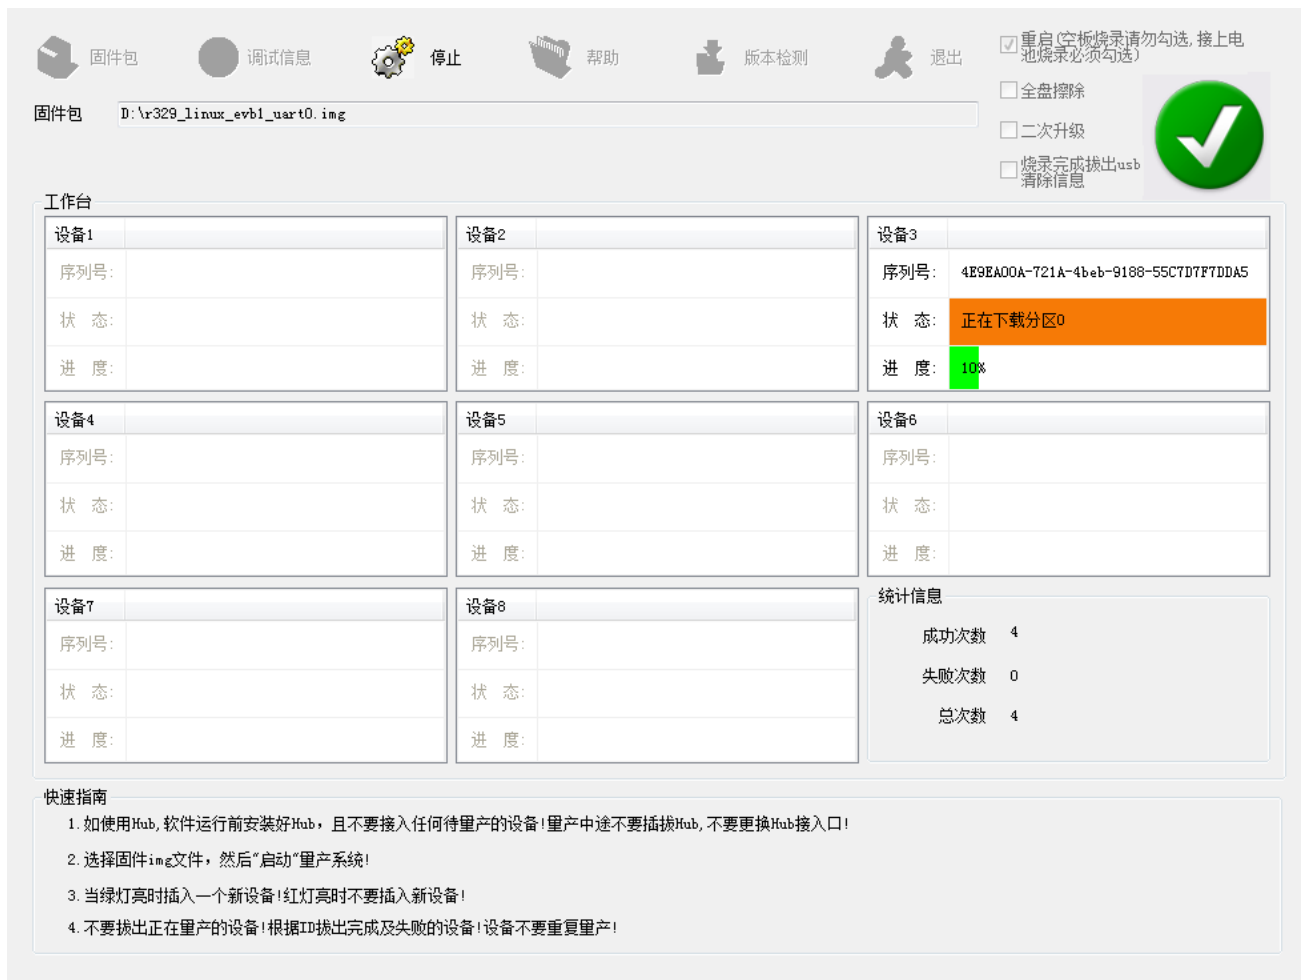 固件包 调试信息 停止 帮助 版本检测 退出
重启(空板烧录请勿勾选,接上电
池烧录必须勾选)
全盘擦除
二次升级
烧录完成拔出usb
清除信息
固件包 D:\r329_linux_evb1_uart0.img
工作台
设备1
序列号:
状 态:
进 度:
设备2
序列号:
状 态:
进 度:
设备3
序列号: 4E9EA00A-721A-4beb-9188-55C7D7F7DDA5
状 态: 正在下载分区0
进 度: 10%
设备4
序列号:
状 态:
进 度:
设备5
序列号:
状 态:
进 度:
设备6
序列号:
状 态:
进 度:
设备7
序列号:
状 态:
进 度:
设备8
序列号:
状 态:
进 度:
统计信息
成功次数 4
失败次数 0
总次数 4
快速指南
1.如使用Hub,软件运行前安装好Hub，且不要接入任何待量产的设备!量产中途不要插拔Hub,不要更换Hub接入口!
2.选择固件img文件，然后“启动“量产系统!
3.当绿灯亮时插入一个新设备!红灯亮时不要插入新设备!
4.不要拔出正在量产的设备!根据ID拔出完成及失败的设备!设备不要重复量产!